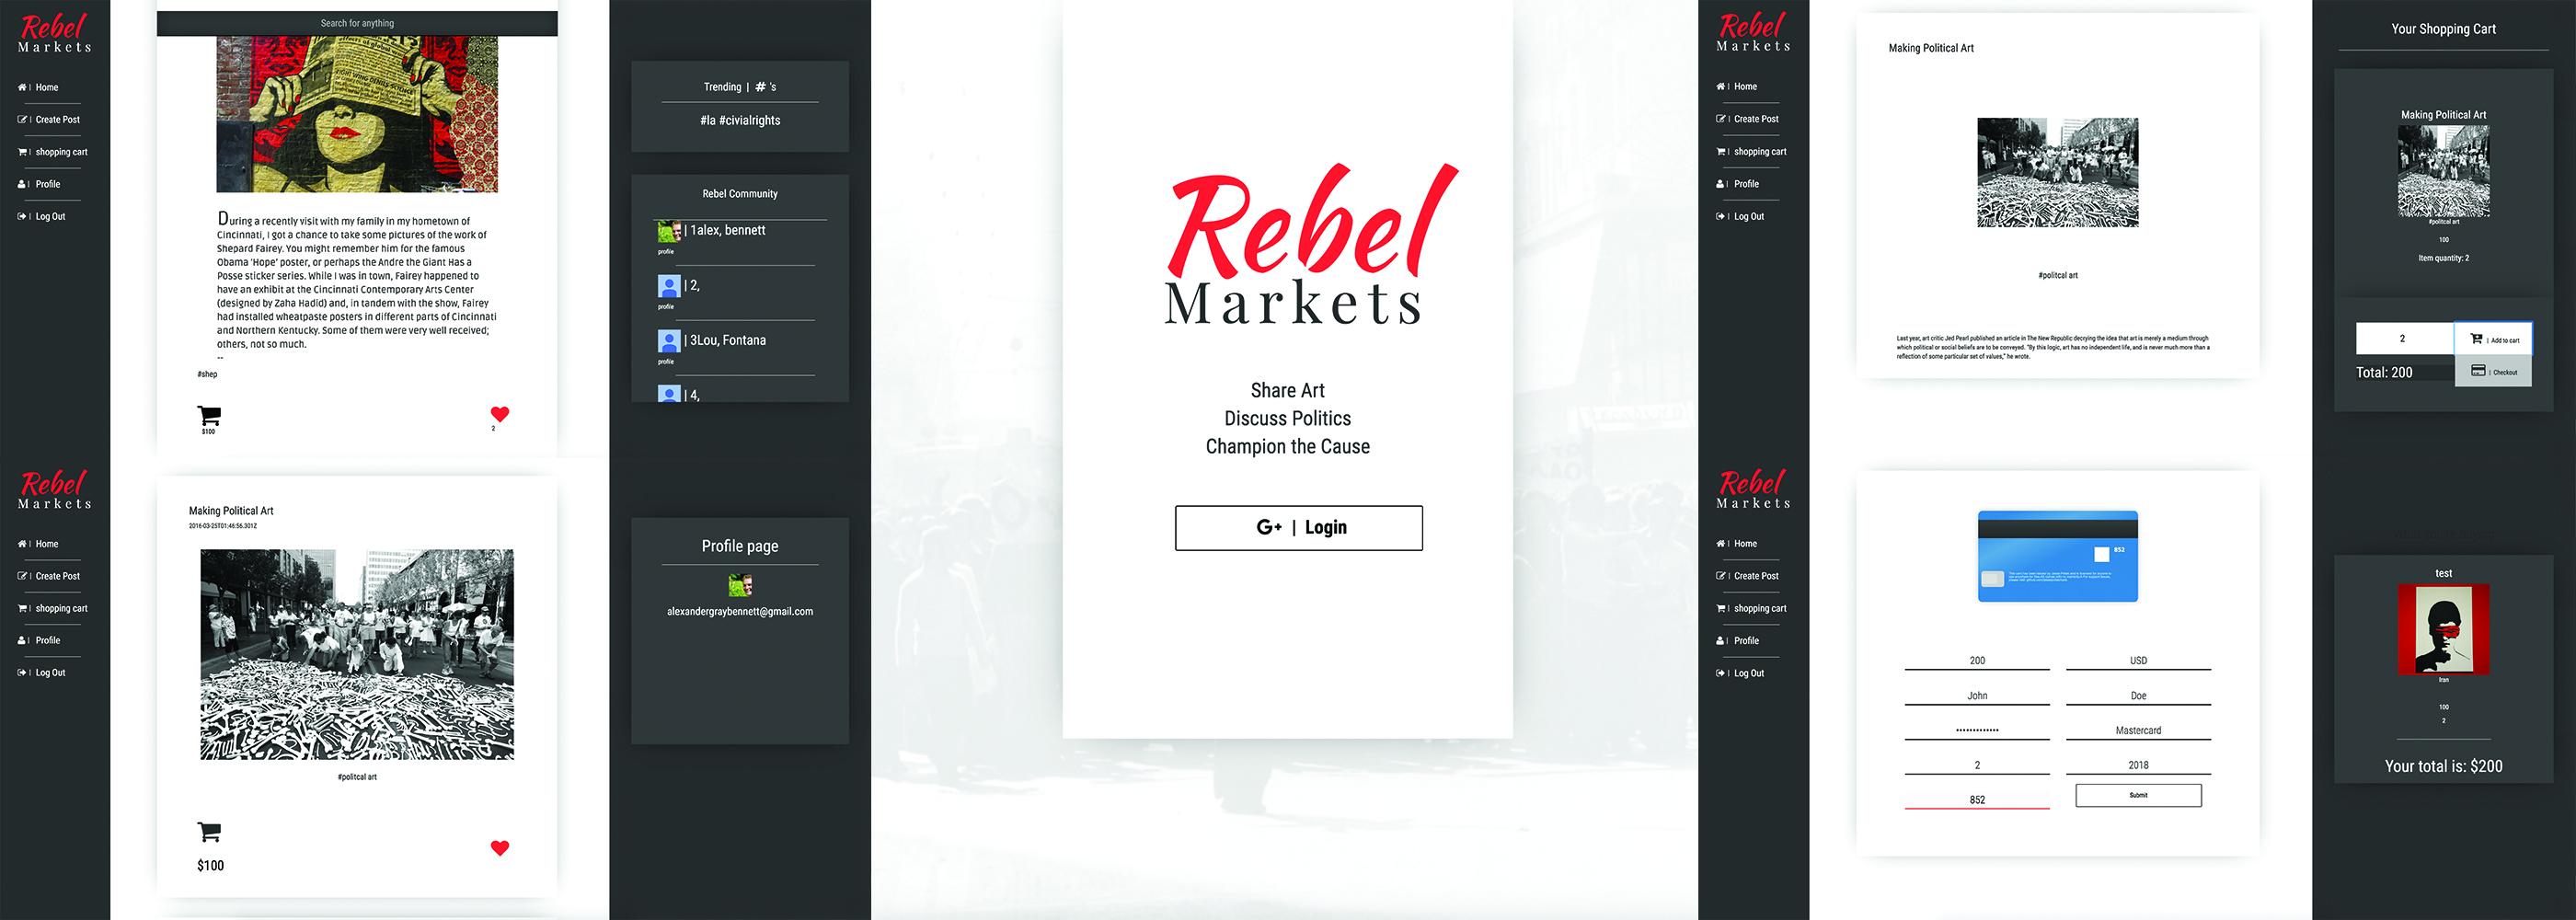 Rebel
Markets
Home
Create Post
shopping cart
Profile
Log Out
Search for anything
During a recently visit with my family in my hometown of
Cincinnati, I got a chance to take some pictures of the work of
Shepard Fairey. You might remember him for the famous
Obama 'Hope' poster, or perhaps the Andre the Giant Has a
Posse sticker series. While I was in town, Fairey happened to
have an exhibit at the Cincinnati Contemporary Arts Center
(designed by Zaha Hadid) and, in tandem with the show, Fairey
had installed wheatpaste posters in different parts of Cincinnati
and Northern Kentucky. Some of them were very well received;
others, not so much.
--
#shep
$100
2
Trending | # 's
#la #civialrights
Rebel Community
| 1alex, bennett
profile
| 2,
profile
| 3Lou, Fontana
profile
| 4,
Rebel
Markets
Home
Create Post
shopping cart
Profile
Log Out
Making Political Art
2016-03-25T01:46:56.301Z
#politcal art
$100
Profile page
alexandergraybennett@gmail.com
Rebel
Markets
Share Art
Discuss Politics
Champion the Cause
G+ | Login
Rebel
Markets
Home
Create Post
shopping cart
Profile
Log Out
Making Political Art
#politcal art
Last year, art critic Jed Pearl published an article in The New Republic decrying the idea that art is merely a medium through
which political or social beliefs are to be conveyed. "By this logic, art has no independent life, and is never much more than a
reflection of some particular set of values," he wrote.
Your Shopping Cart
Making Political Art
#politcal art
100
Item quantity: 2
2
| Add to cart
Total: 200
| Checkout
Rebel
Markets
Home
Create Post
shopping cart
Profile
Log Out
852
200
USD
John
Doe
•••••••••••••
Mastercard
2
2018
852
Submit
test
Iran
100
2
Your total is: $200